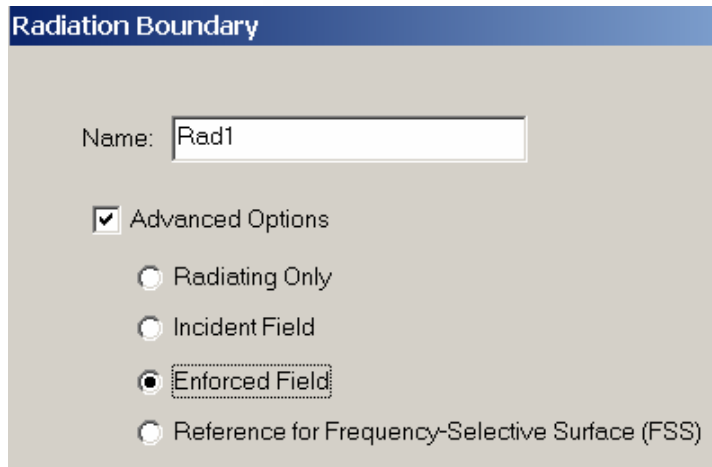 Radiation Boundary
Name: Rad1
Advanced Options
Radiating Only
Incident Field
Enforced Field
Reference for Frequency-Selective Surface (FSS)